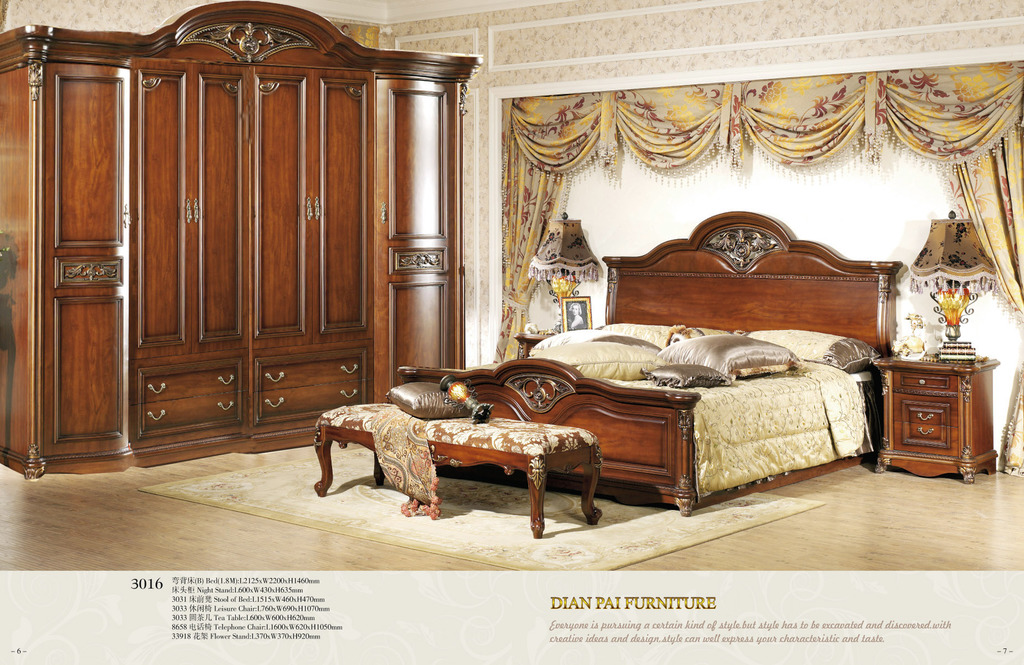 3016 弯背床(B) Bed(1.8M):L2125xW2200xH1460mm
床头柜 Night Stand:L600xW430xH635mm
3031 床前凳 Stool of Bed:L1515xW460xH470mm
3033 休闲椅 Leisure Chair:L760xW690xH1070mm
3033 阴茶几 Tea Table:L600xW600xH620mm
8658 电话椅 Telephone Chair:L1600xW620xH1050mm
33918 花架 Flower Stand:L370xW370xH920mm
DIAN PAI FURNITURE
Everyone is pursuing a certain kind of style,but style has to be excavated and discovered.with
creative ideas and design,style can well express your characteristic and taste.
- 6 -
- 7 -